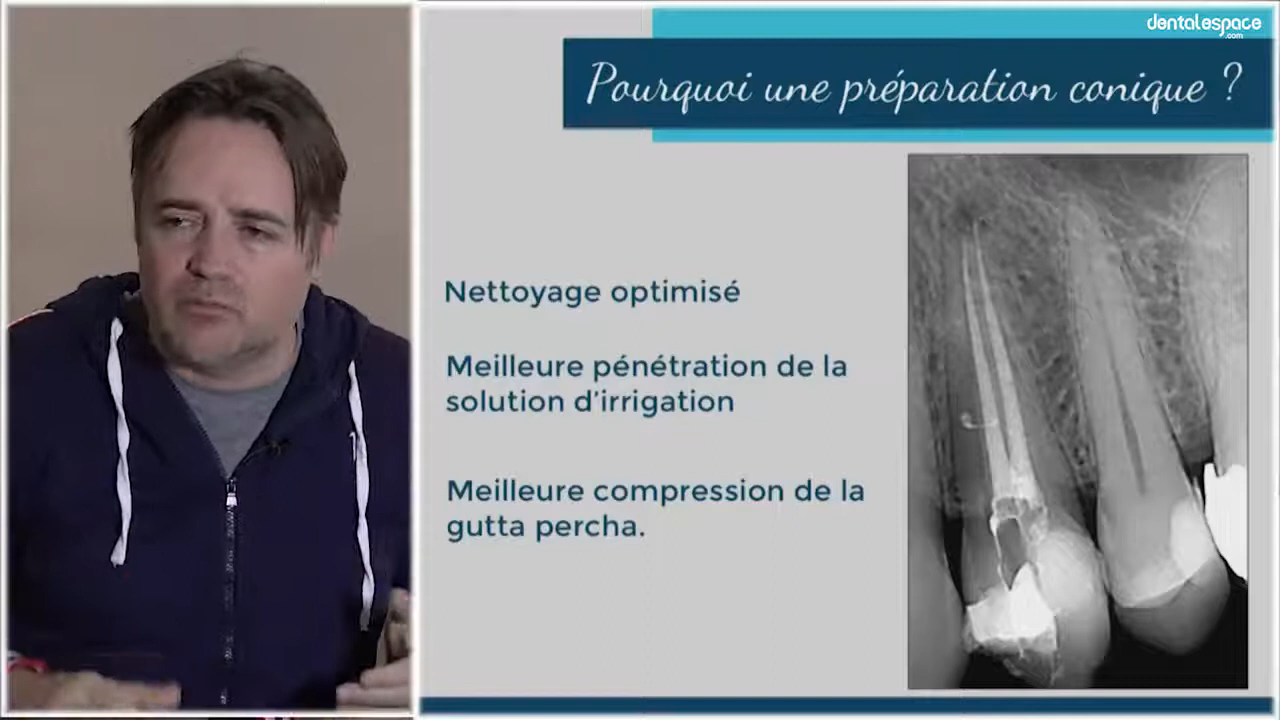 dentalespace
.com
Pourquoi une préparation conique ?
Nettoyage optimisé
Meilleure pénétration de la
solution d'irrigation
Meilleure compression de la
gutta percha.